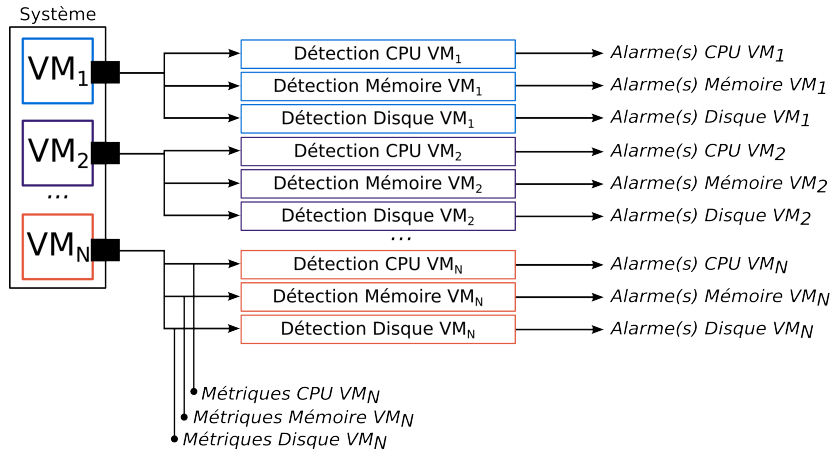 Système
VM1
Détection CPU VM1
Alarme(s) CPU VM1
Détection Mémoire VM1
Alarme(s) Mémoire VM1
Détection Disque VM1
Alarme(s) Disque VM1
VM2
Détection CPU VM2
Alarme(s) CPU VM2
Détection Mémoire VM2
Alarme(s) Mémoire VM2
Détection Disque VM2
Alarme(s) Disque VM2
...
...
VMN
Détection CPU VMN
Alarme(s) CPU VMN
Détection Mémoire VMN
Alarme(s) Mémoire VMN
Détection Disque VMN
Alarme(s) Disque VMN
Métriques CPU VMN
Métriques Mémoire VMN
Métriques Disque VMN